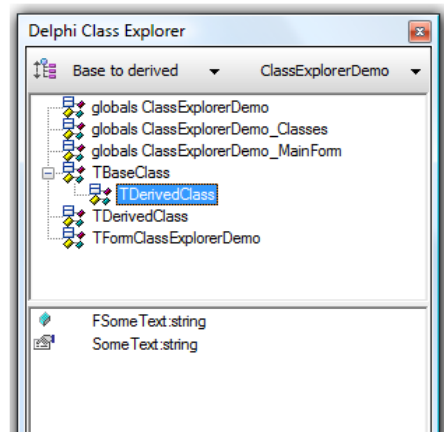 Delphi Class Explorer
Base to derived ClassExplorerDemo
globals ClassExplorerDemo
globals ClassExplorerDemo_Classes
globals ClassExplorerDemo_MainForm
TBaseClass
TDerivedClass
TDerivedClass
TFormClassExplorerDemo
FSomeText:string
SomeText:string